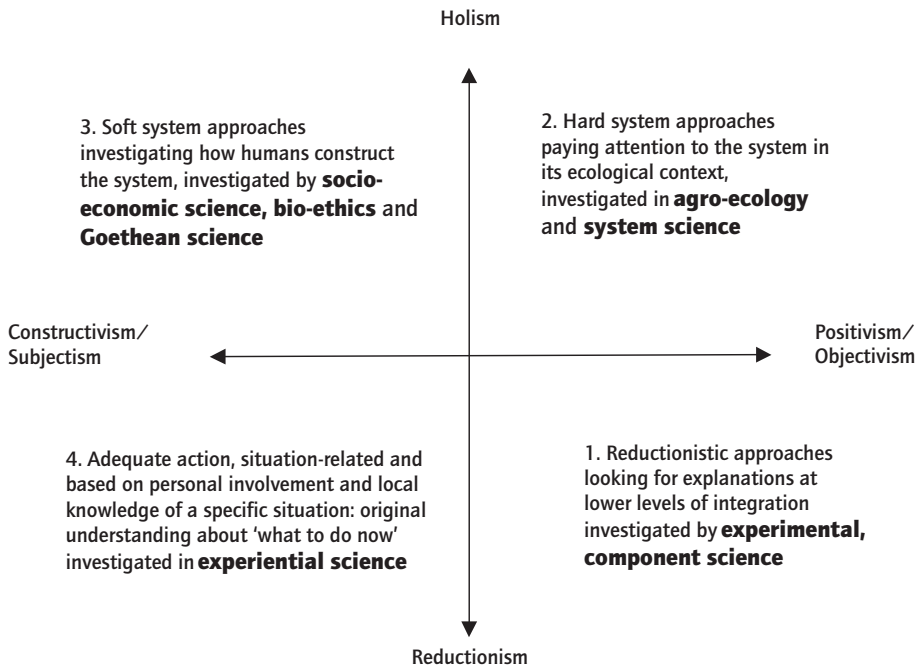 Holism
3. Soft system approaches
investigating how humans construct
the system, investigated by socio-
economic science, bio-ethics and
Goethean science
2. Hard system approaches
paying attention to the system in
its ecological context,
investigated in agro-ecology
and system science
Constructivism/
Subjectism
Positivism/
Objectivism
4. Adequate action, situation-related and
based on personal involvement and local
knowledge of a specific situation: original
understanding about ‘what to do now’
investigated in experiential science
1. Reductionistic approaches
looking for explanations at
lower levels of integration
investigated by experimental,
component science
Reductionism